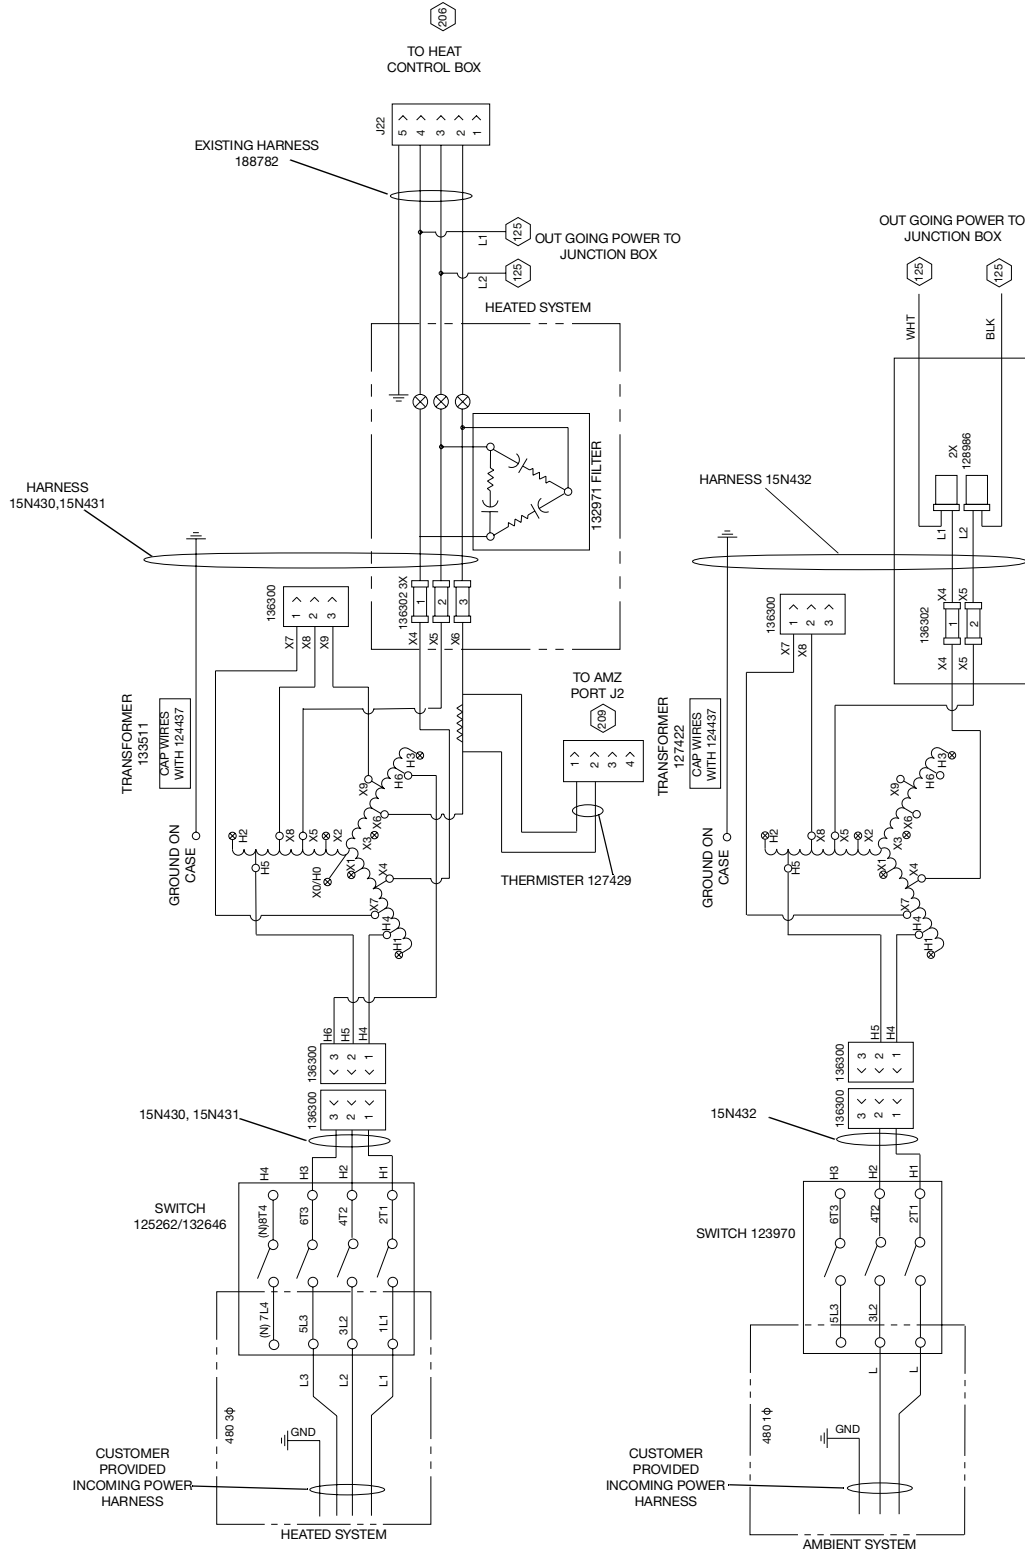 206
TO HEAT
CONTROL BOX
J22
5
4
3
2
1
EXISTING HARNESS
188782
L1
125
OUT GOING POWER TO
JUNCTION BOX
L2
125
HEATED SYSTEM
132971 FILTER
HARNESS
15N430,15N431
136302 3X
1
2
3
X4
X5
X6
136300
1
2
3
X7
X8
X9
TRANSFORMER
133511
CAP WIRES
WITH 124437
GROUND ON
CASE
TO AMZ
PORT J2
209
1
2
3
4
THERMISTER 127429
H2
H5
X8
X5
X2
X0/H0
X1
X3
X6
X9
H6
H3
X4
X7
H4
H1
H6
H5
H4
136300
3
2
1
136300
3
2
1
15N430, 15N431
H4
H3
H2
H1
SWITCH
125262/132646
(N)8T4
6T3
4T2
2T1
(N) 7L4
5L3
3L2
1L1
L3
L2
L1
480 3ϕ
GND
CUSTOMER
PROVIDED
INCOMING POWER
HARNESS
HEATED SYSTEM
OUT GOING POWER TO
JUNCTION BOX
125
125
WHT
BLK
2X
128986
L1
L2
HARNESS 15N432
X4
X5
136302
1
2
X4
X5
136300
1
2
3
X7
X8
TRANSFORMER
127422
CAP WIRES
WITH 124437
GROUND ON
CASE
H2
H5
X8
X5
X2
X1
X3
X6
X9
H6
H3
X4
X7
H4
H1
H5
H4
136300
3
2
1
136300
3
2
1
15N432
H3
H2
H1
SWITCH 123970
6T3
4T2
2T1
5L3
3L2
L
L
480 1ϕ
GND
CUSTOMER
PROVIDED
INCOMING POWER
HARNESS
AMBIENT SYSTEM